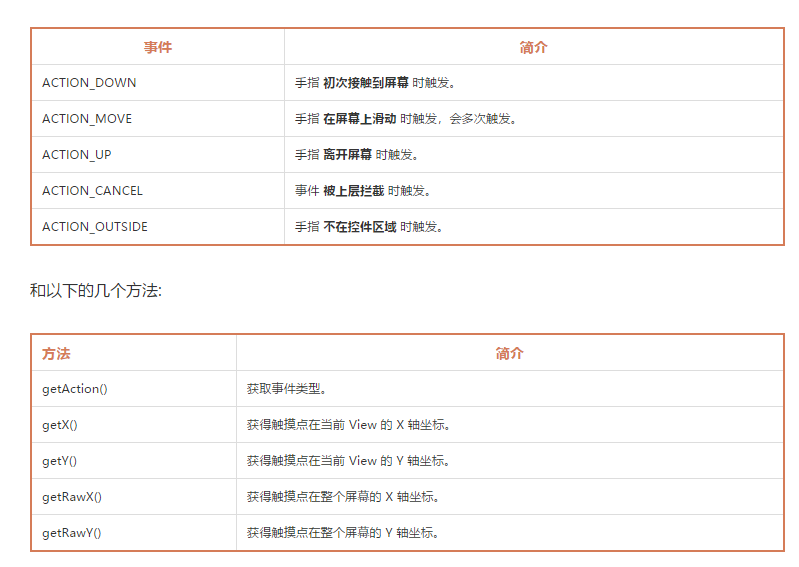 事件 简介
ACTION_DOWN 手指 初次接触到屏幕 时触发。
ACTION_MOVE 手指 在屏幕上滑动 时触发，会多次触发。
ACTION_UP 手指 离开屏幕 时触发。
ACTION_CANCEL 事件 被上层拦截 时触发。
ACTION_OUTSIDE 手指 不在控件区域 时触发。
和以下的几个方法:
方法 简介
getAction() 获取事件类型。
getX() 获得触摸点在当前 View 的 X 轴坐标。
getY() 获得触摸点在当前 View 的 Y 轴坐标。
getRawX() 获得触摸点在整个屏幕的 X 轴坐标。
getRawY() 获得触摸点在整个屏幕的 Y 轴坐标。